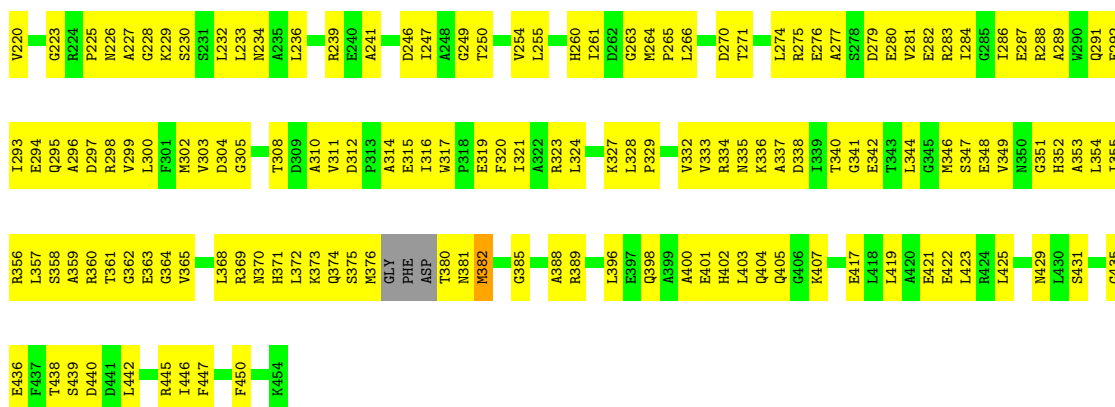 V220 G223 R224 P225 N226 A227 G228 K229 S230 S231 L232 L233 N234 A235 L236 R239 E240 A241 D246 I247 A248 G249 T250 V254 L255 H260 I261 D262 G263 M264 P265 L266 D270 T271 L274 R275 E276 A277 S278 D279 E280 V281 E282 R283 I284 G285 I286 E287 R288 A289 W290 Q291
I293 E294 Q295 A296 D297 R298 V299 L300 F301 M302 V303 D304 G305 T308 D309 A310 V311 D312 P313 A314 E315 I316 W317 P318 E319 F320 I321 A322 R323 L324 K327 L328 P329 V332 V333 R334 N335 K336 A337 D338 I339 T340 G341 E342 T343 L344 G345 M346 S347 E348 V349 N350 G351 H352 A353 L354
R356 L357 S358 A359 R360 T361 G362 E363 G364 V365 L368 R369 N370 H371 L372 K373 Q374 S375 M376 GLY PHE ASP T380 N381 M382 G385 A388 R389 L396 E397 Q398 A399 A400 E401 H402 L403 Q404 Q405 G406 K407 E417 L418 L419 A420 E421 E422 L423 R424 L425 N429 L430 S431
E436 F437 T438 S439 D440 D441 L442 R445 I446 F447 F450 K454